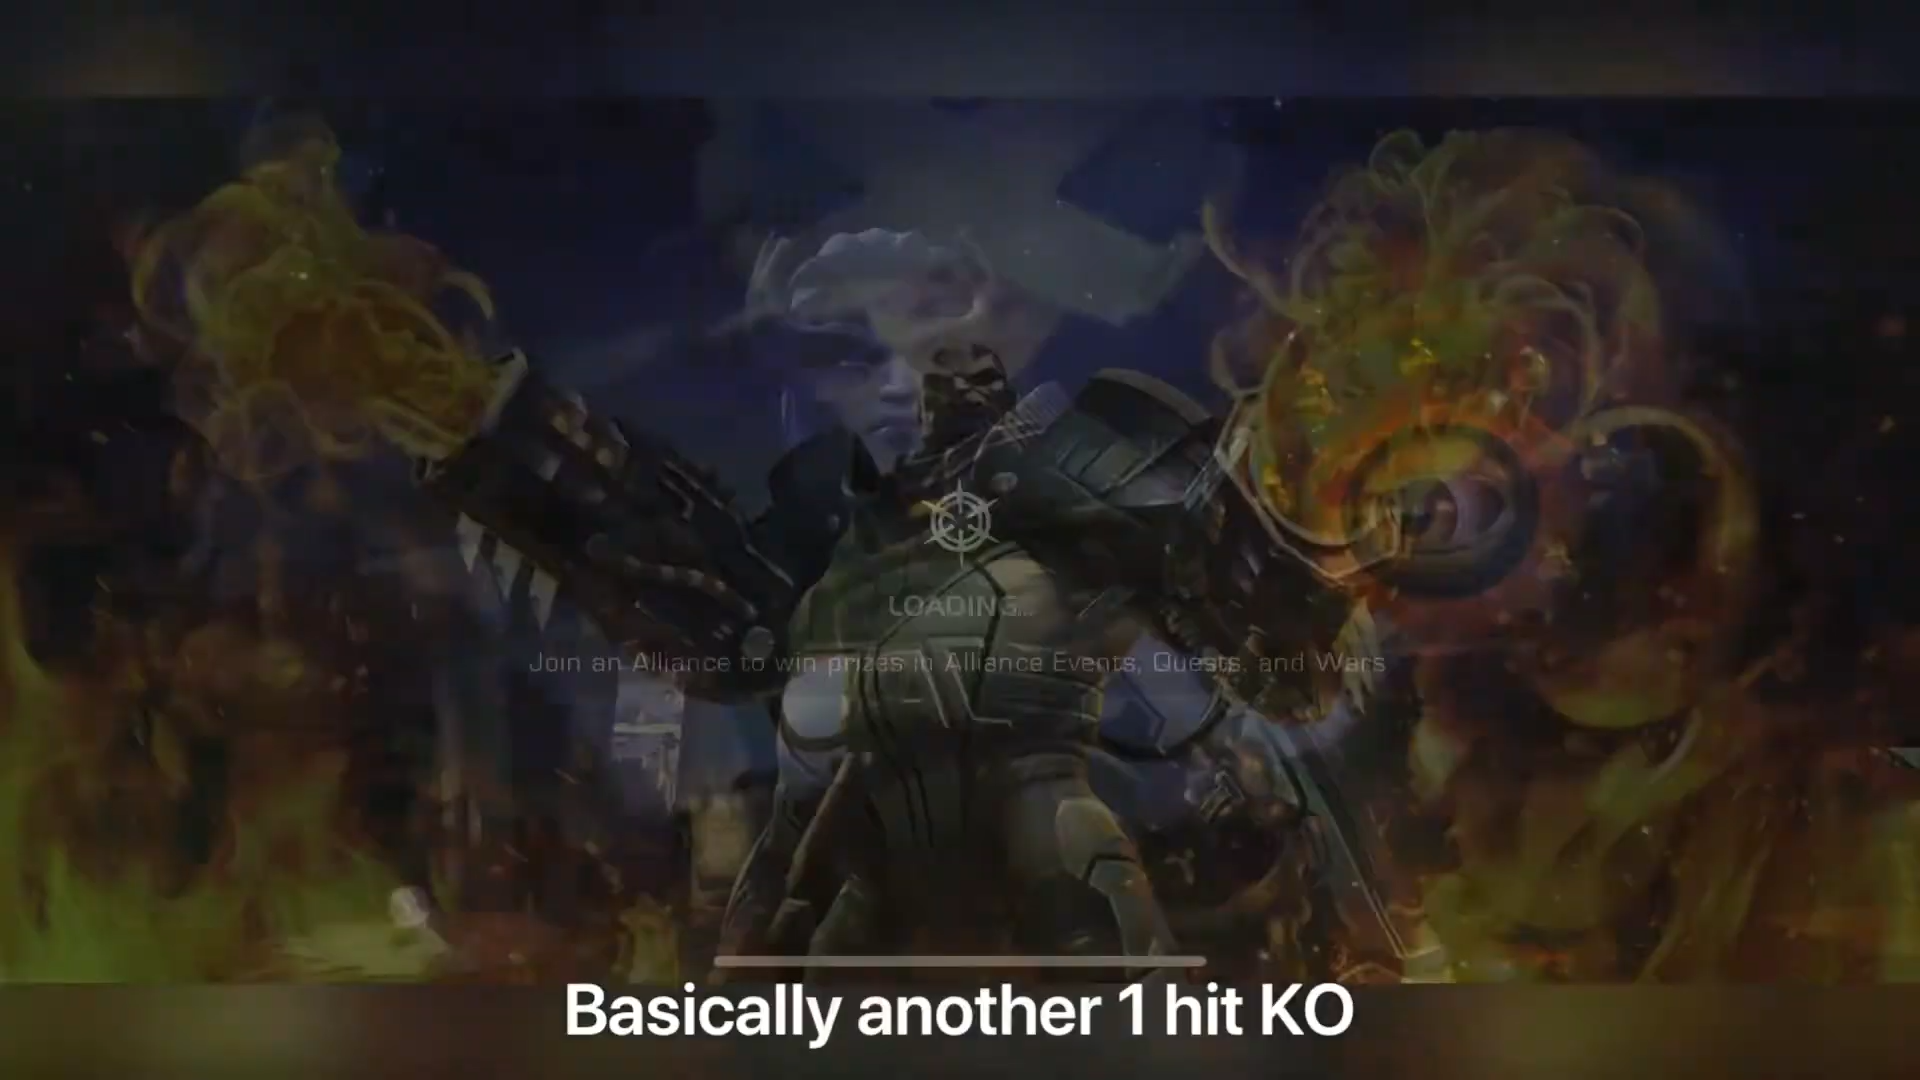 LOADING...
Join an Alliance to win prizes in Alliance Events, Quests, and Wars
Basically another 1 hit KO